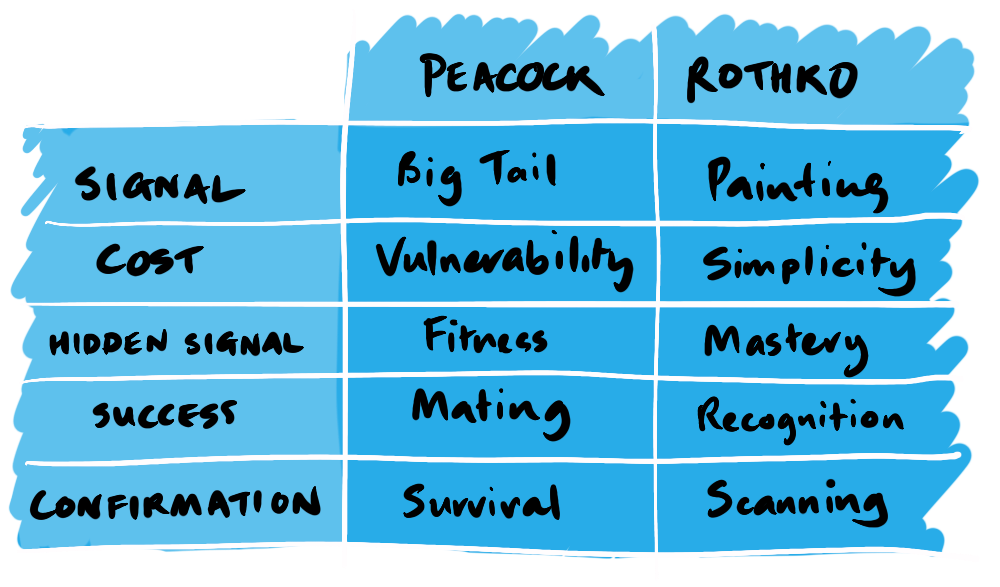 PEACOCK ROTHKO
SIGNAL Big Tail Painting
COST Vulnerability Simplicity
HIDDEN SIGNAL Fitness Mastery
SUCCESS Mating Recognition
CONFIRMATION Survival Scanning